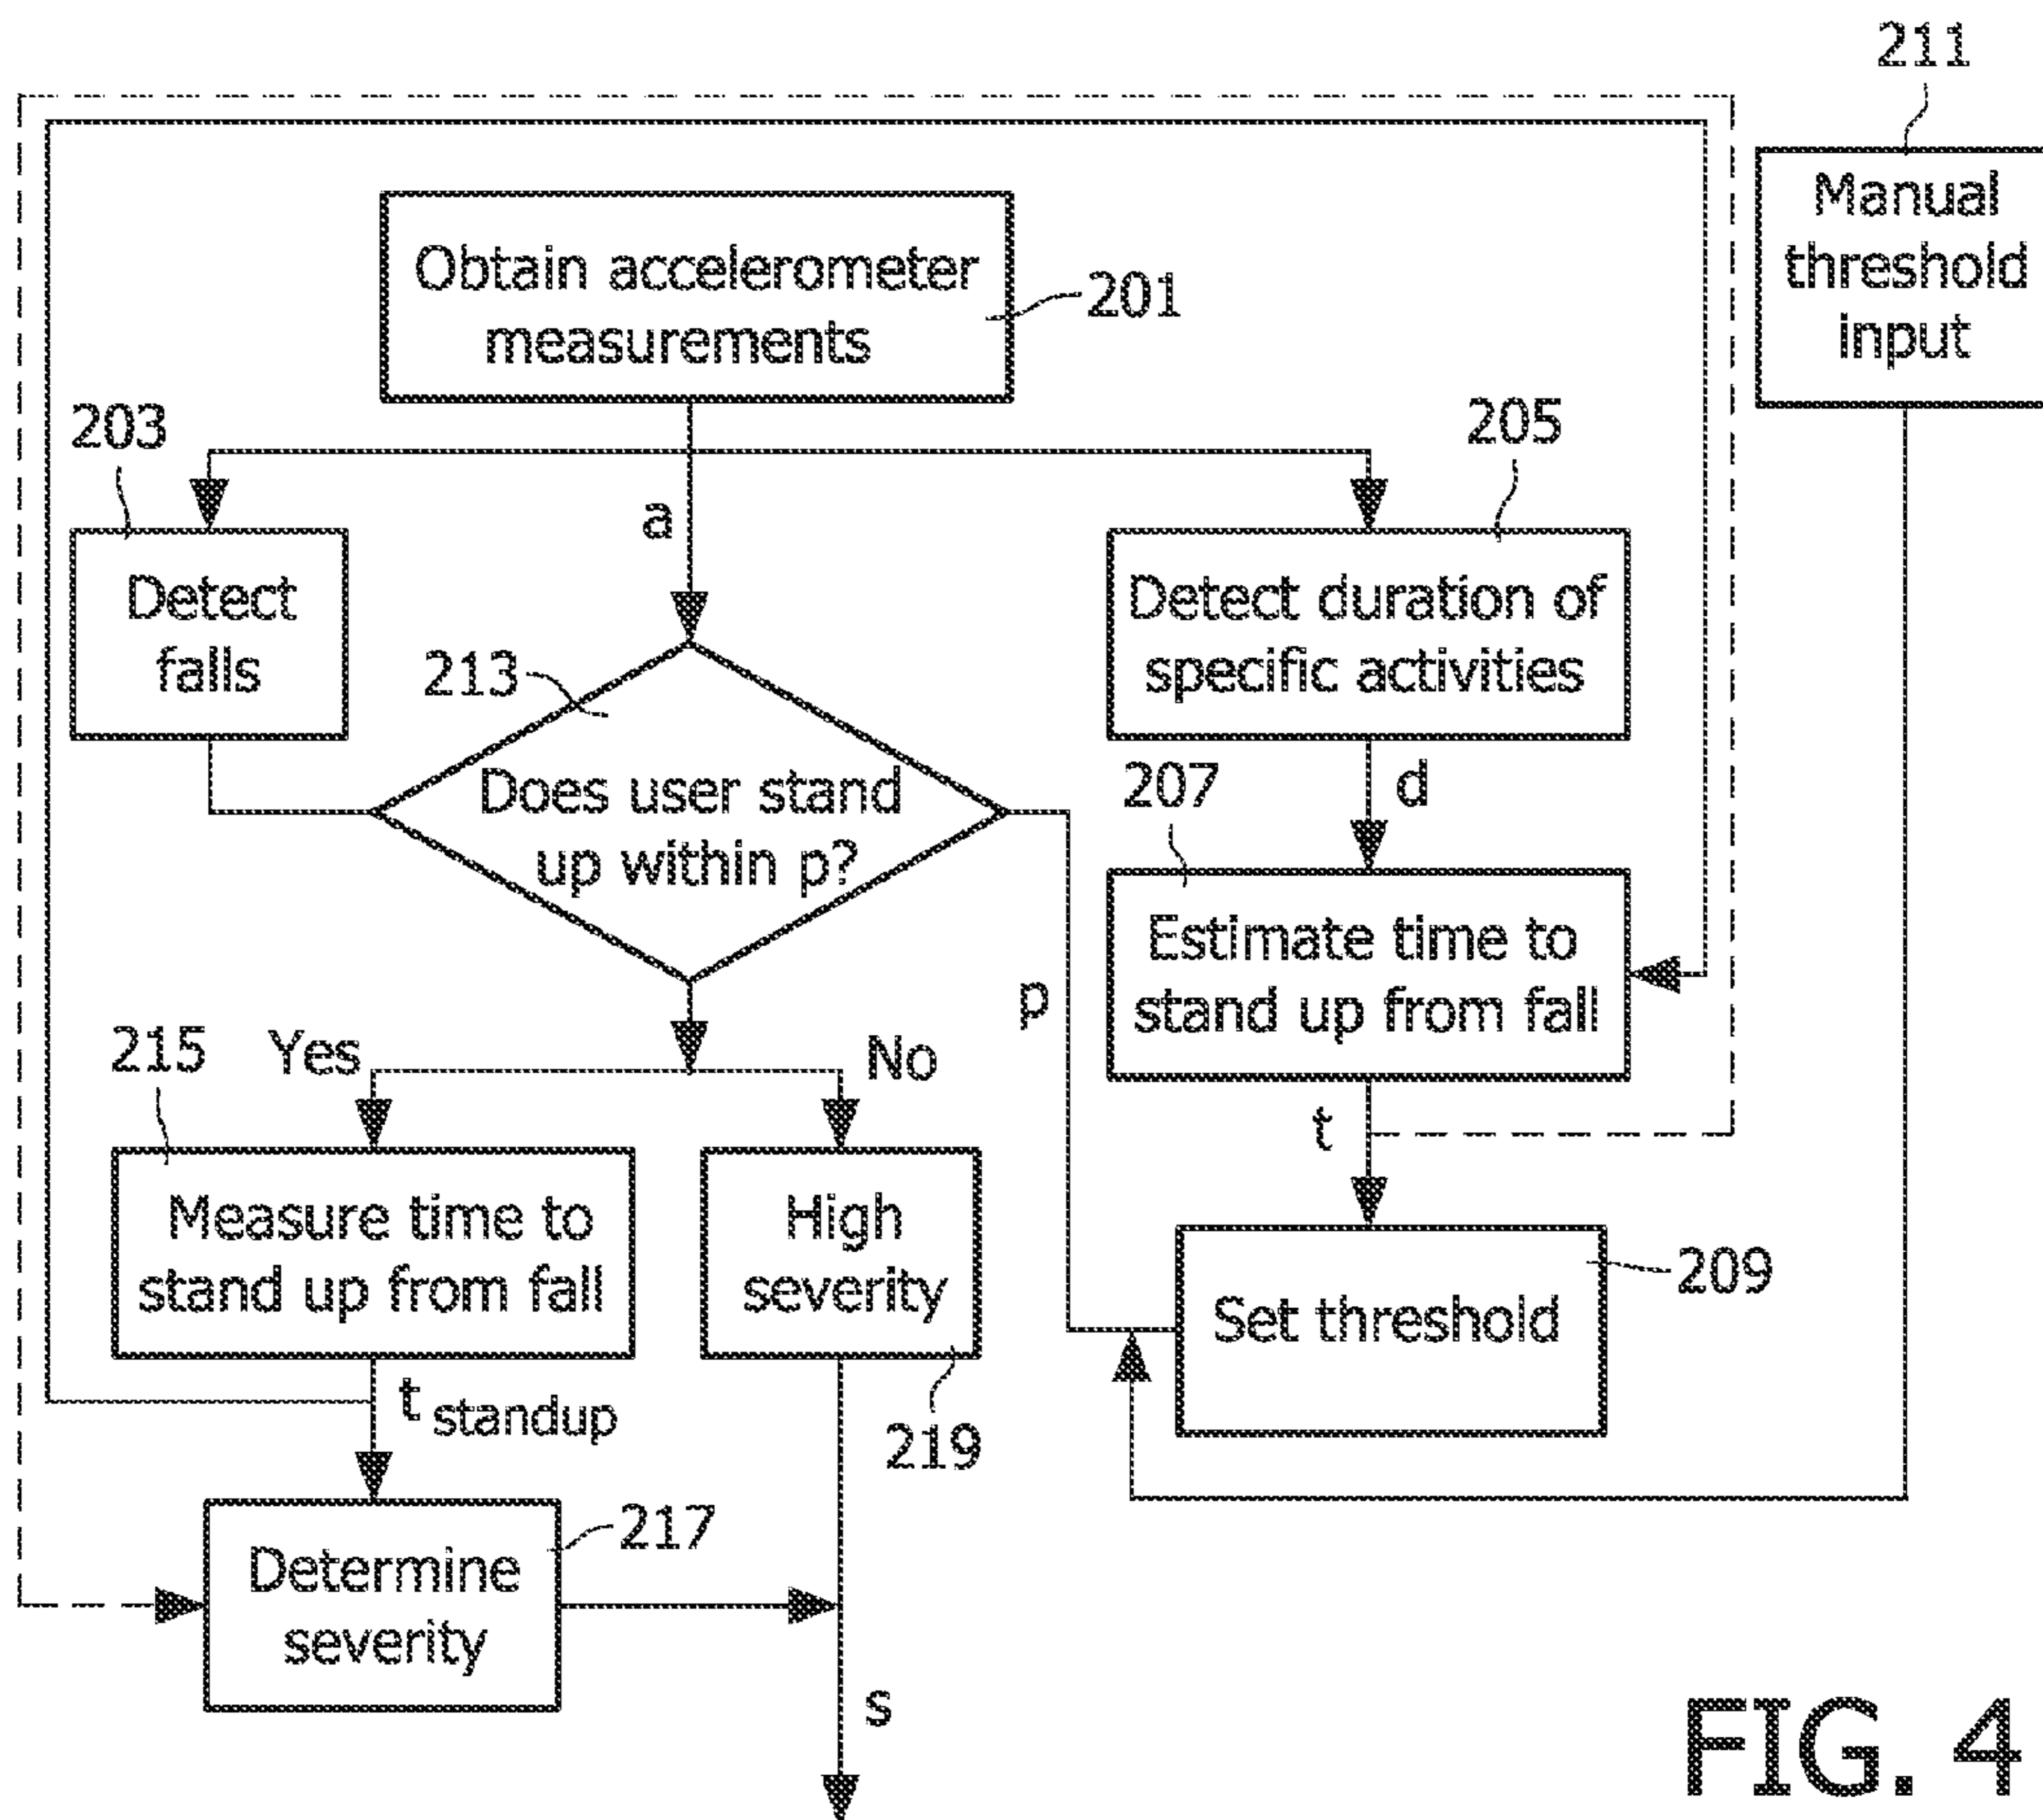 211
Manual
threshold
input
Obtain accelerometer
measurements
201
203
205
a
Detect
falls
Detect duration of
specific activities
213
Does user stand
up within p?
207
d
Estimate time to
stand up from fall
p
215
Yes
No
t
Measure time to
stand up from fall
High
severity
Set threshold
209
t standup
219
217
Determine
severity
s
FIG. 4